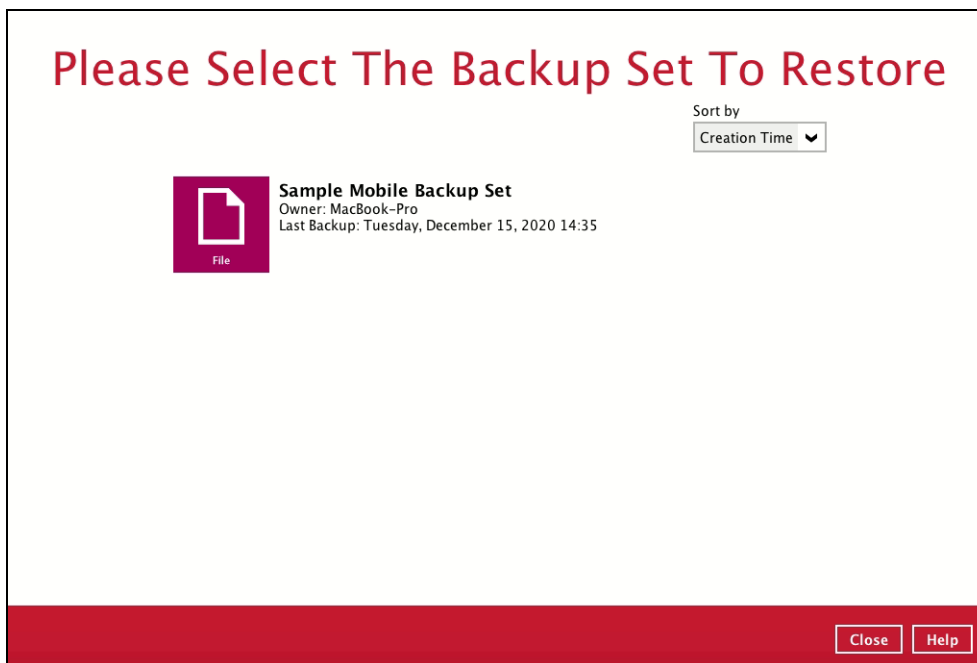 Please Select The Backup Set To Restore
Sort by
Creation Time
Sample Mobile Backup Set
Owner: MacBook-Pro
Last Backup: Tuesday, December 15, 2020 14:35
File
Close
Help